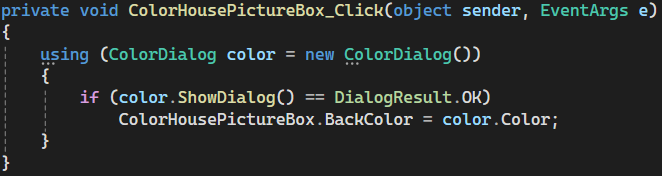 private void ColorHousePictureBox_Click(object sender, EventArgs e)
{
    using (ColorDialog color = new ColorDialog())
    {
        if (color.ShowDialog() == DialogResult.OK)
            ColorHousePictureBox.BackColor = color.Color;
    }
}